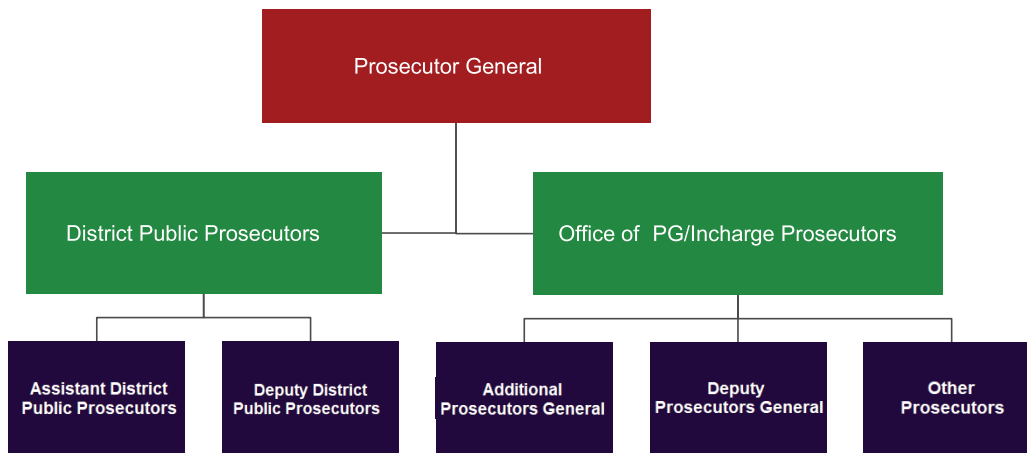 Prosecutor General
District Public Prosecutors
Office of PG/Incharge Prosecutors
Assistant District
Public Prosecutors
Deputy District
Public Prosecutors
Additional
Prosecutors General
Deputy
Prosecutors General
Other
Prosecutors